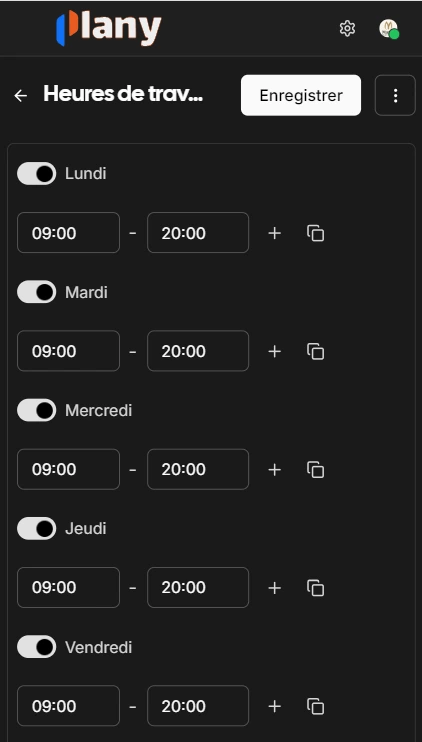 Plany
Heures de trav...
Enregistrer
Lundi
09:00 - 20:00
Mardi
09:00 - 20:00
Mercredi
09:00 - 20:00
Jeudi
09:00 - 20:00
Vendredi
09:00 - 20:00